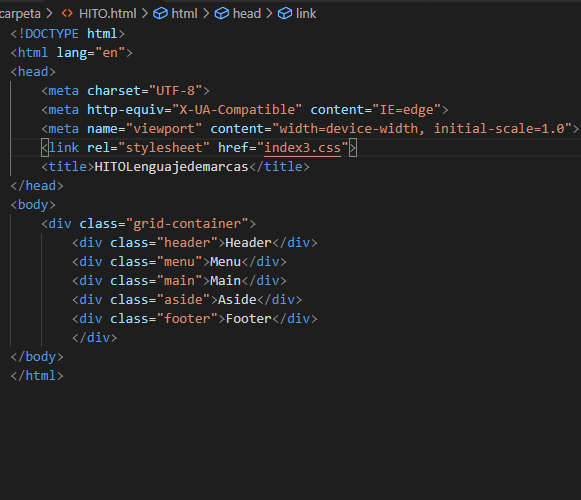 carpeta > <> HITO.html > html > head > link
<!DOCTYPE html>
<html lang="en">
<head>
    <meta charset="UTF-8">
    <meta http-equiv="X-UA-Compatible" content="IE=edge">
    <meta name="viewport" content="width=device-width, initial-scale=1.0">
    <link rel="stylesheet" href="index3.css">
    <title>HITOLenguajedemarcas</title>
</head>
<body>
    <div class="grid-container">
        <div class="header">Header</div>
        <div class="menu">Menu</div>
        <div class="main">Main</div>
        <div class="aside">Aside</div>
        <div class="footer">Footer</div>
        </div>
</body>
</html>